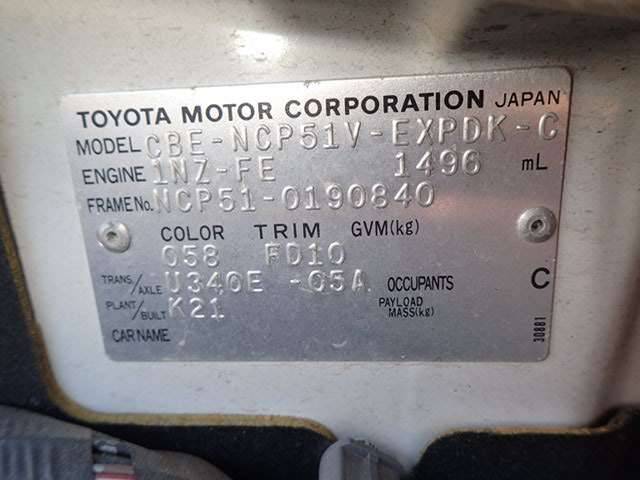 TOYOTA MOTOR CORPORATION JAPAN
MODEL CBE-NCP51V-EXPDK-C
ENGINE 1NZ-FE 1496 mL
FRAME No. NCP51-0190840
COLOR TRIM GVM(kg)
058 FD10
TRANS/AXLE U340E -05A OCCUPANTS C
PLANT/BUILT K21 PAYLOAD MASS(kg)
CAR NAME
30881